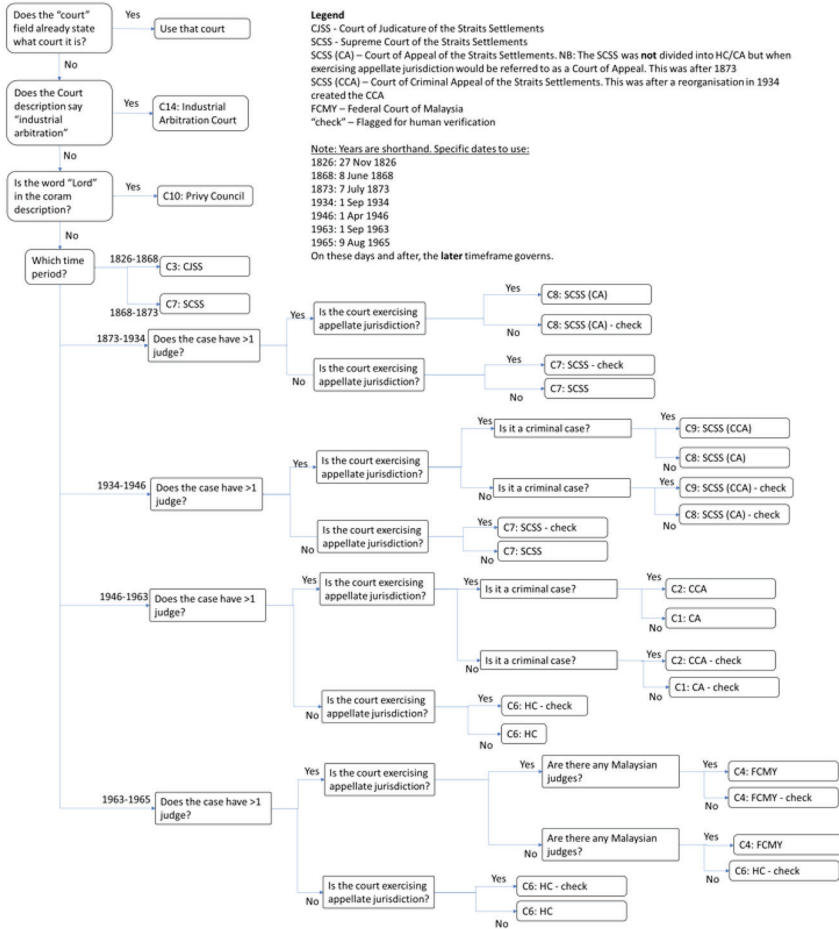 Does the “court”
field already state
what court it is?
Yes
Use that court
No
Does the Court
description say
“industrial
arbitration”
Yes
C14: Industrial
Arbitration Court
No
Is the word “Lord”
in the coram
description?
Yes
C10: Privy Council
No
Legend
CJSS - Court of Judicature of the Straits Settlements
SCSS - Supreme Court of the Straits Settlements
SCSS (CA) – Court of Appeal of the Straits Settlements. NB: The SCSS was not divided into HC/CA but when
exercising appellate jurisdiction would be referred to as a Court of Appeal. This was after 1873
SCSS (CCA) – Court of Criminal Appeal of the Straits Settlements. This was after a reorganisation in 1934
created the CCA
FCMY – Federal Court of Malaysia
“check” – Flagged for human verification
Note: Years are shorthand. Specific dates to use:
1826: 27 Nov 1826
1868: 8 June 1868
1873: 7 July 1873
1934: 1 Sep 1934
1946: 1 Apr 1946
1963: 1 Sep 1963
1965: 9 Aug 1965
On these days and after, the later timeframe governs.
Which time
period?
1826-1868
C3: CJSS
C7: SCSS
1868-1873
1873-1934
Does the case have >1
judge?
Yes
Is the court exercising
appellate jurisdiction?
Yes
C8: SCSS (CA)
No
C8: SCSS (CA) - check
No
Is the court exercising
appellate jurisdiction?
Yes
C7: SCSS - check
No
C7: SCSS
1934-1946
Does the case have >1
judge?
Yes
Is the court exercising
appellate jurisdiction?
Yes
Is it a criminal case?
Yes
C9: SCSS (CCA)
No
C8: SCSS (CA)
No
Is it a criminal case?
Yes
C9: SCSS (CCA) - check
No
C8: SCSS (CA) - check
No
Is the court exercising
appellate jurisdiction?
Yes
C7: SCSS - check
No
C7: SCSS
1946-1963
Does the case have >1
judge?
Yes
Is the court exercising
appellate jurisdiction?
Yes
Is it a criminal case?
Yes
C2: CCA
No
C1: CA
No
Is it a criminal case?
Yes
C2: CCA - check
No
C1: CA - check
No
Is the court exercising
appellate jurisdiction?
Yes
C6: HC - check
No
C6: HC
1963-1965
Does the case have >1
judge?
Yes
Is the court exercising
appellate jurisdiction?
Yes
Are there any Malaysian
judges?
Yes
C4: FCMY
No
C4: FCMY - check
No
Are there any Malaysian
judges?
Yes
C4: FCMY
No
C6: HC - check
No
Is the court exercising
appellate jurisdiction?
Yes
C6: HC - check
No
C6: HC